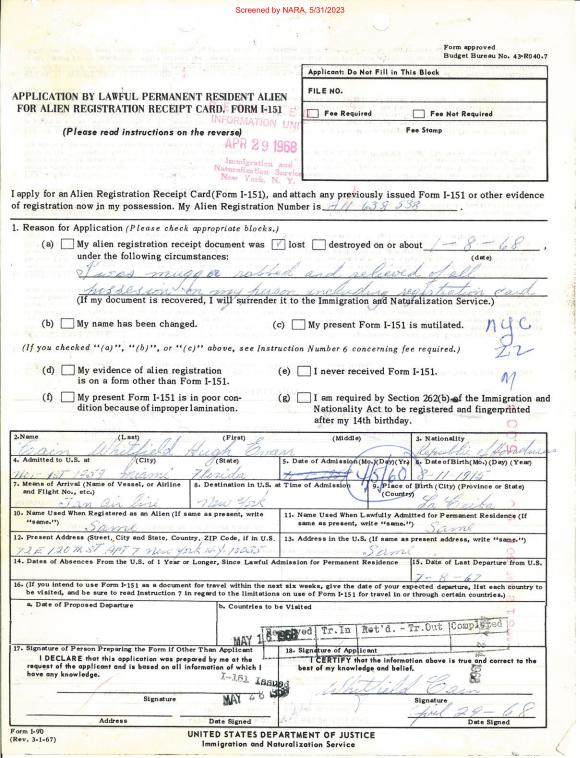 Screened by NARA, 5/31/2023
Form approved
Budget Bureau No. 43-R040.7
APPLICATION BY LAWFUL PERMANENT RESIDENT ALIEN
FOR ALIEN REGISTRATION RECEIPT CARD, FORM I-151
(Please read instructions on the reverse)
INFORMATION UNIT
APR 29 1968
Immigration and
Naturalization Service
New York, N. Y.
Applicant: Do Not Fill in This Block
FILE NO.
Fee Required Fee Not Required
Fee Stamp
I apply for an Alien Registration Receipt Card (Form I-151), and attach any previously issued Form I-151 or other evidence
of registration now in my possession. My Alien Registration Number is A11 638 538.
1. Reason for Application (Please check appropriate blocks.)
(a) My alien registration receipt document was lost destroyed on or about 1-8-68,
under the following circumstances: (date)
I was mugger robbed and relieved of all
possession on my person including registration card
(If my document is recovered, I will surrender it to the Immigration and Naturalization Service.)
(b) My name has been changed. (c) My present Form I-151 is mutilated.
NYC
(If you checked "(a)", "(b)", or "(c)" above, see Instruction Number 6 concerning fee required.)
(d) My evidence of alien registration
is on a form other than Form I-151.
(e) I never received Form I-151.
(f) My present Form I-151 is in poor con-
dition because of improper lamination.
(g) I am required by Section 262(b) of the Immigration and
Nationality Act to be registered and fingerprinted
after my 14th birthday.
M
2. Name (Last) (First) (Middle) 3. Nationality
Whitfield Hugh Republic of Honduras
4. Admitted to U.S. at (City) (State) 5. Date of Admission (Mo.) (Day) (Yr) 6. Date of Birth (Mo.) (Day) (Year)
Miami Florida 4/5/60
7. Means of Arrival (Name of Vessel, or Airline
and Flight No., etc.)
8. Destination in U.S. at Time of Admission 9. Place of Birth (City) (Province or State)
(Country)
New York La Ceiba
10. Name Used When Registered as an Alien (If same as present, write
"same.")
Same
11. Name Used When Lawfully Admitted for Permanent Residence (If
same as present, write "same.")
Same
12. Present Address (Street, City and State, Country, ZIP Code, if in U.S. 13. Address in the U.S. (If same as present address, write "same.")
72 E 120th ST APT 7 New York N.Y. 10035 Same
14. Dates of Absences From the U.S. of 1 Year or Longer, Since Lawful Admission for Permanent Residence 15. Date of Last Departure from U.S.
7-8-67
16. (If you intend to use Form I-151 as a document for travel within the next six weeks, give the date of your expected departure, list each country to
be visited, and be sure to read Instruction 7 in regard to the limitations on use of Form I-151 for travel in or through certain countries.)
a. Date of Proposed Departure b. Countries to be Visited
Received Tr. In Ret'd. - Tr. Out Completed
MAY 1968
17. Signature of Person Preparing the Form if Other Than Applicant
I DECLARE that this application was prepared by me at the
request of the applicant and is based on all information of which I
have any knowledge.
18. Signature of Applicant
I CERTIFY that the information above is true and correct to the
best of my knowledge and belief.
I-151 Issued
MAY 28 1968
Whitfield Cain
Signature Signature
April 29-68
Address Date Signed Date Signed
Form I-90
(Rev. 3-1-67)
UNITED STATES DEPARTMENT OF JUSTICE
Immigration and Naturalization Service